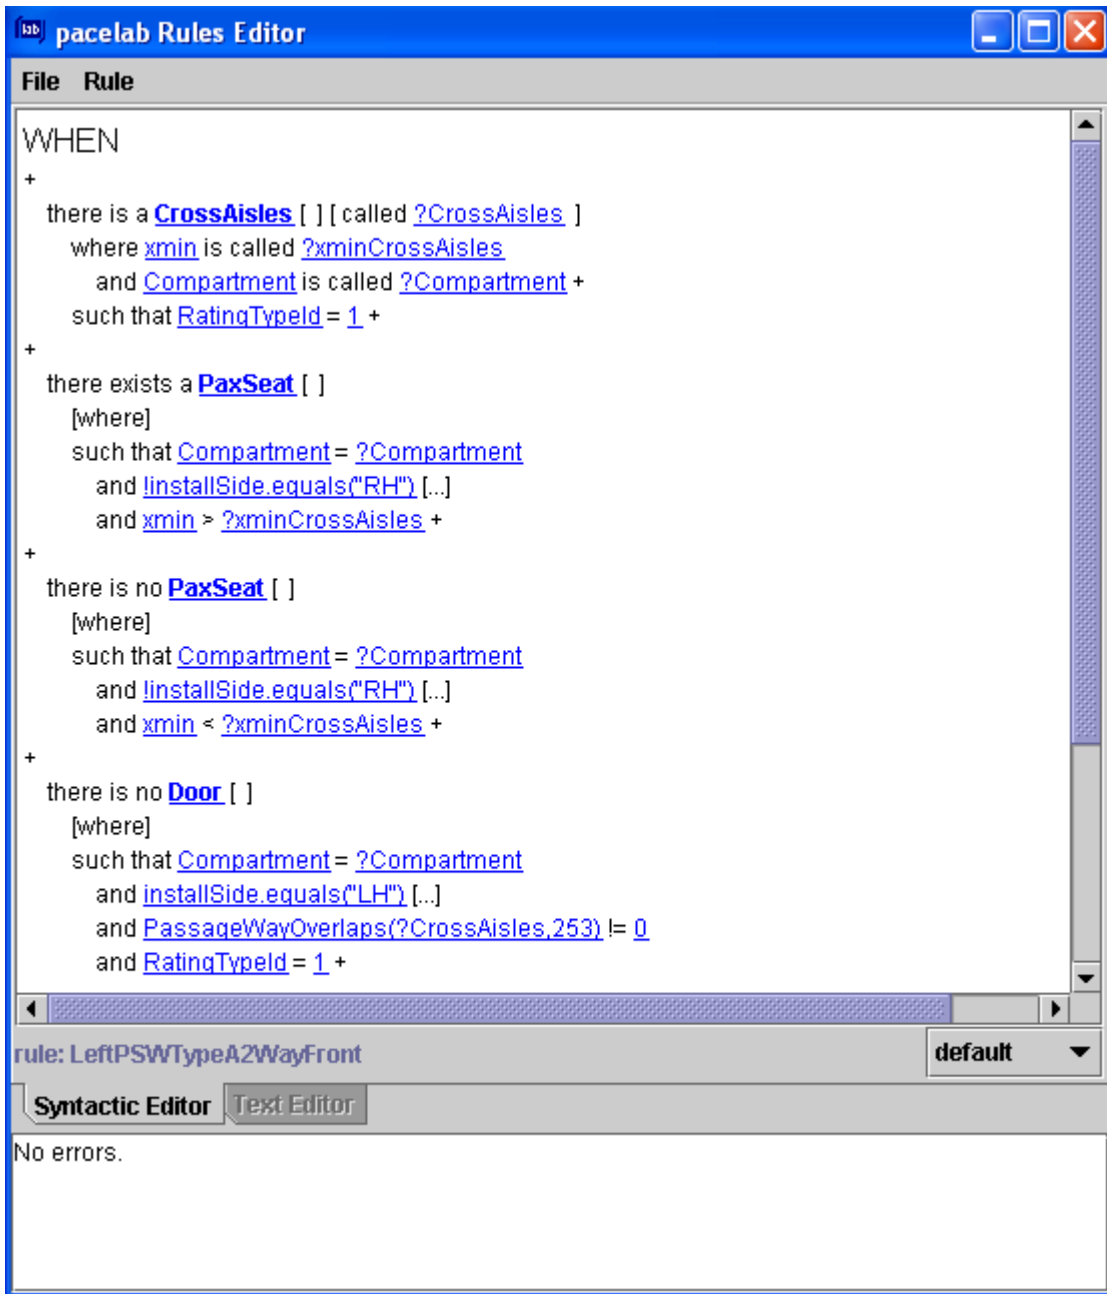 lab pacelab Rules Editor
File Rule
WHEN
+
there is a CrossAisles [ ] [ called ?CrossAisles ]
where xmin is called ?xminCrossAisles
and Compartment is called ?Compartment +
such that RatingTypeId = 1 +
+
there exists a PaxSeat [ ]
[where]
such that Compartment = ?Compartment
and !installSide.equals("RH") [...]
and xmin > ?xminCrossAisles +
+
there is no PaxSeat [ ]
[where]
such that Compartment = ?Compartment
and !installSide.equals("RH") [...]
and xmin < ?xminCrossAisles +
+
there is no Door [ ]
[where]
such that Compartment = ?Compartment
and installSide.equals("LH") [...]
and PassageWayOverlaps(?CrossAisles,253) != 0
and RatingTypeId = 1 +
rule: LeftPSWTypeA2WayFront default
Syntactic Editor Text Editor
No errors.